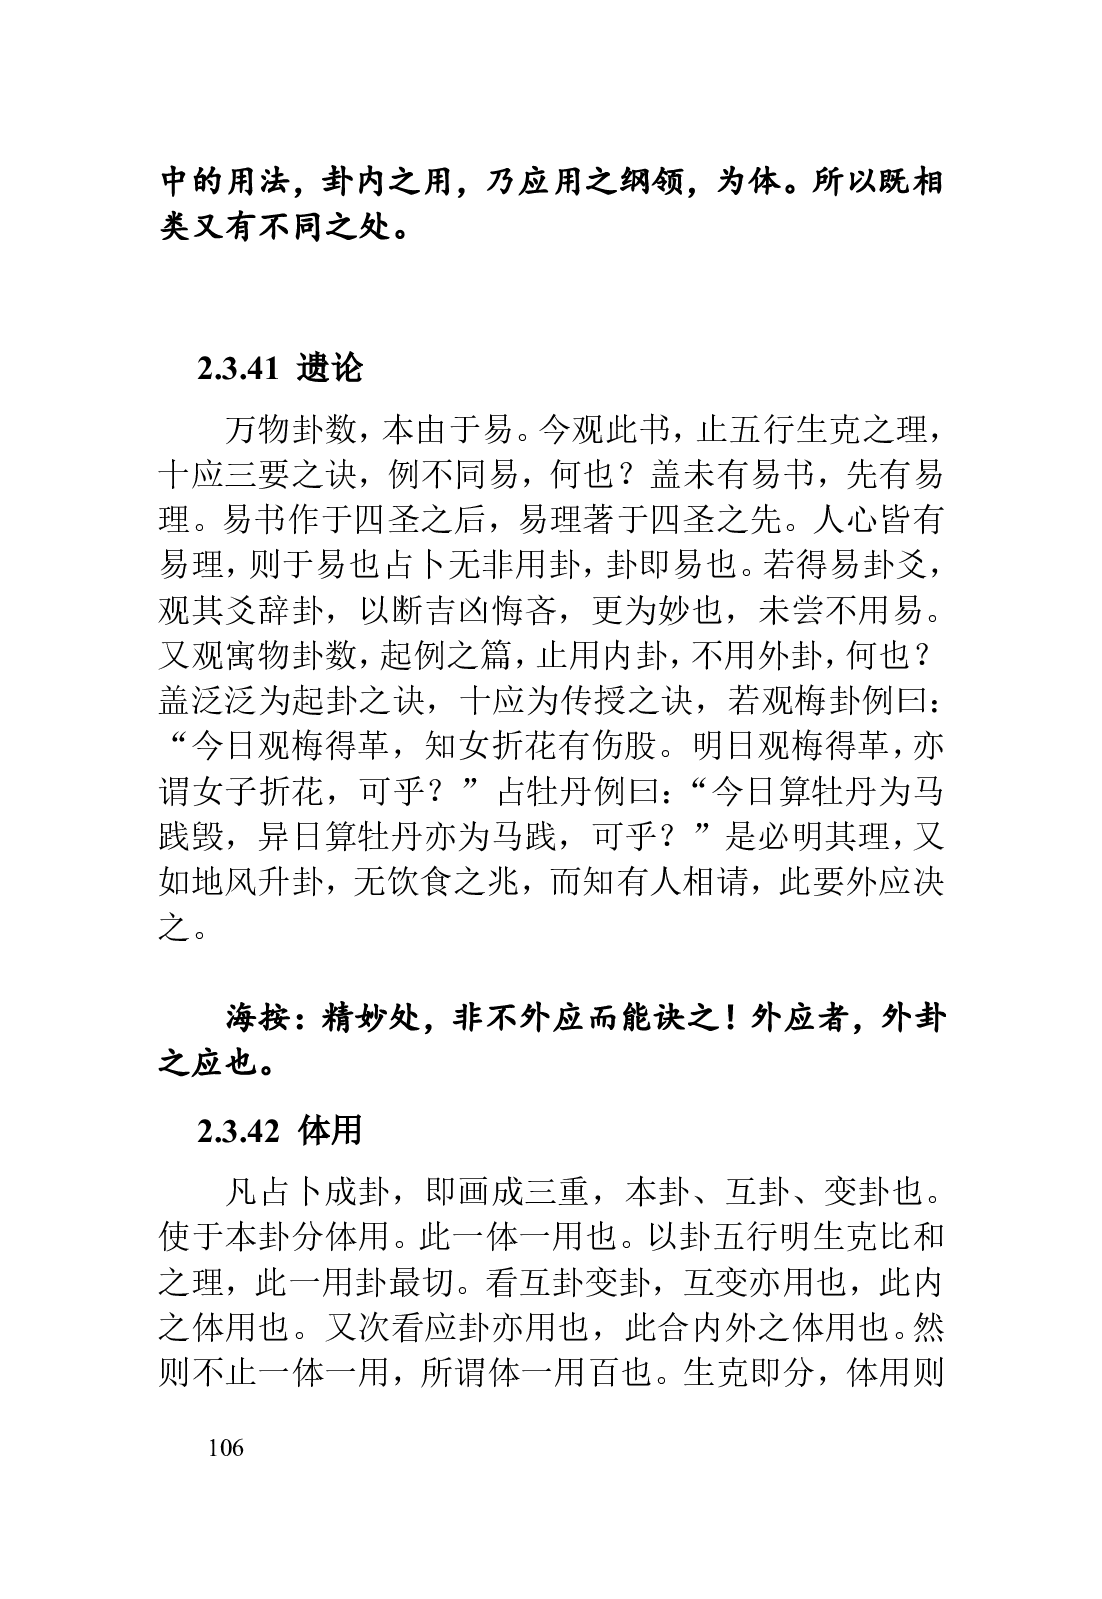 中的用法，卦内之用，乃应用之纲领，为体。所以既相
类又有不同之处。
2.3.41 遗论
万物卦数，本由于易。今观此书，止五行生克之理，
十应三要之诀，例不同易，何也？盖未有易书，先有易
理。易书作于四圣之后，易理著于四圣之先。人心皆有
易理，则于易也占卜无非用卦，卦即易也。若得易卦爻，
观其爻辞卦，以断吉凶悔吝，更为妙也，未尝不用易。
又观寓物卦数，起例之篇，止用内卦，不用外卦，何也？
盖泛泛为起卦之诀，十应为传授之诀，若观梅卦例曰：
“今日观梅得革，知女折花有伤股。明日观梅得革，亦
谓女子折花，可乎？”占牡丹例曰：“今日算牡丹为马
践毁，异日算牡丹亦为马践，可乎？”是必明其理，又
如地风升卦，无饮食之兆，而知有人相请，此要外应决
之。
海按：精妙处，非不外应而能诀之！外应者，外卦
之应也。
2.3.42 体用
凡占卜成卦，即画成三重，本卦、互卦、变卦也。
使于本卦分体用。此一体一用也。以卦五行明生克比和
之理，此一用卦最切。看互卦变卦，互变亦用也，此内
之体用也。又次看应卦亦用也，此合内外之体用也。然
则不止一体一用，所谓体一用百也。生克即分，体用则
106